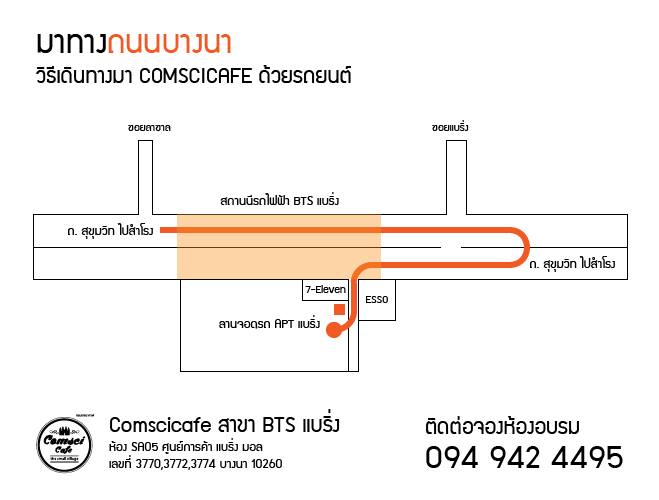 มาทางถนนบางนา
วิธีเดินทางมา COMSCICAFE ด้วยรถยนต์
ซอยลาซาล
ซอยแบริ่ง
สถานนีรถไฟฟ้า BTS แบริ่ง
ถ. สุขุมวิท ไปสำโรง
ถ. สุขุมวิท ไปสำโรง
7-Eleven
ESSO
ลานจอดรถ APT แบริ่ง
Comsci
Cafe
Comscicafe สาขา BTS แบริ่ง
ห้อง SA05 ศูนย์การค้า แบริ่ง มอล
เลขที่ 3770,3772,3774 บางนา 10260
ติดต่อจองห้องอบรม
094 942 4495